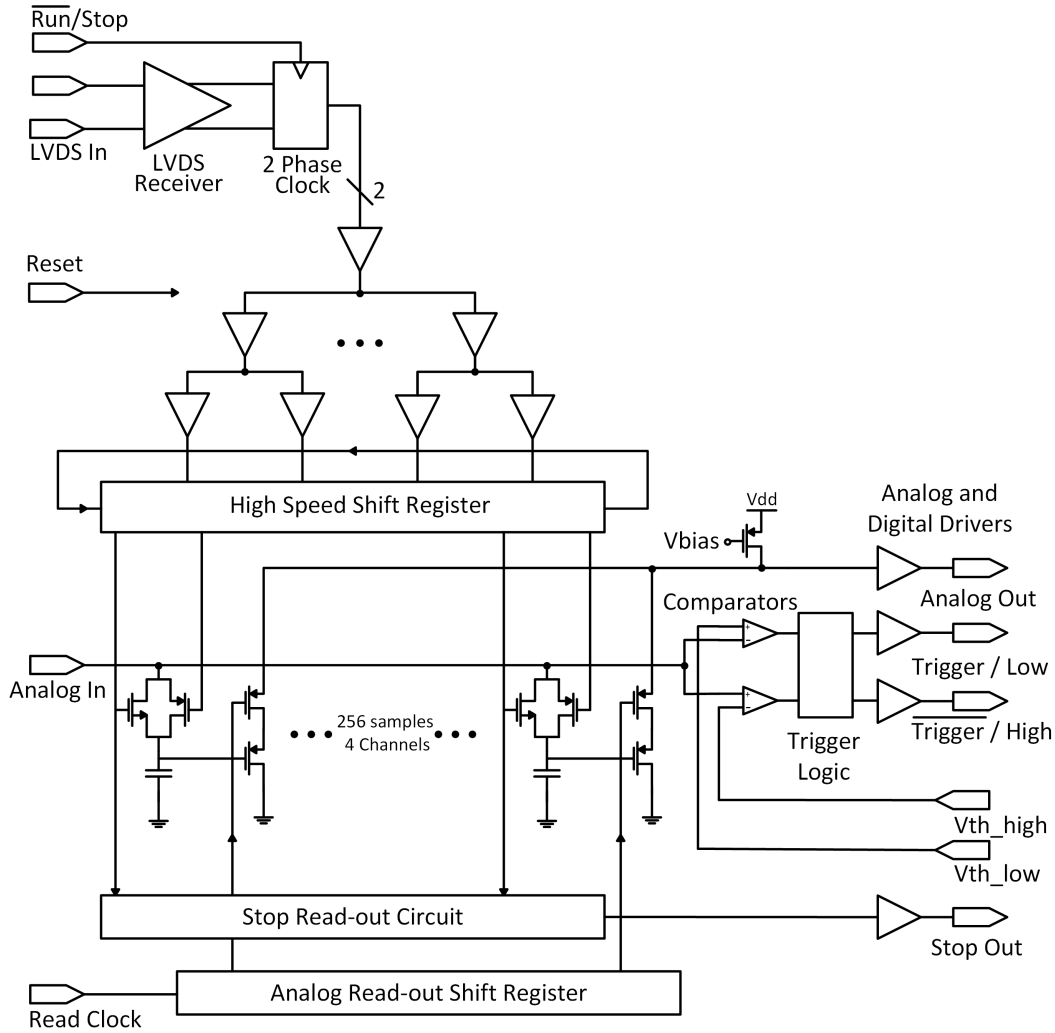 Run/Stop
LVDS In
LVDS
Receiver
2 Phase
Clock
2
Reset
High Speed Shift Register
Vdd
Vbias
Analog and
Digital Drivers
Analog Out
Comparators
+
−
+
−
Trigger / Low
Analog In
256 samples
4 Channels
Trigger
Logic
Trigger / High
Vth_high
Vth_low
Stop Read-out Circuit
Stop Out
Analog Read-out Shift Register
Read Clock